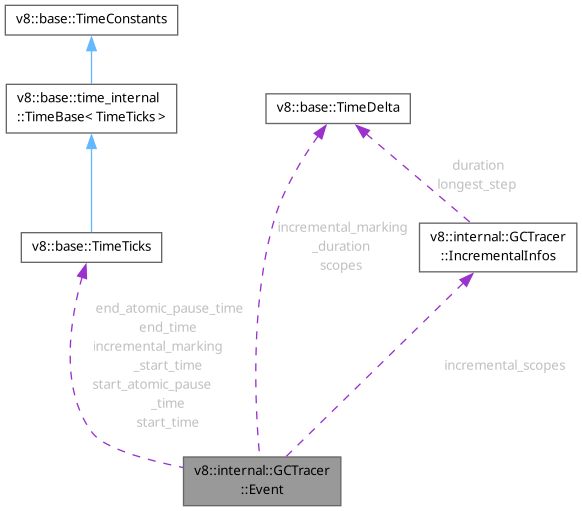 v8::base::TimeConstants
v8::base::time_internal
::TimeBase< TimeTicks >
v8::base::TimeDelta
duration
longest_step
v8::base::TimeTicks
incremental_marking
_duration
scopes
v8::internal::GCTracer
::IncrementalInfos
end_atomic_pause_time
end_time
incremental_marking
_start_time
start_atomic_pause
_time
start_time
incremental_scopes
v8::internal::GCTracer
::Event